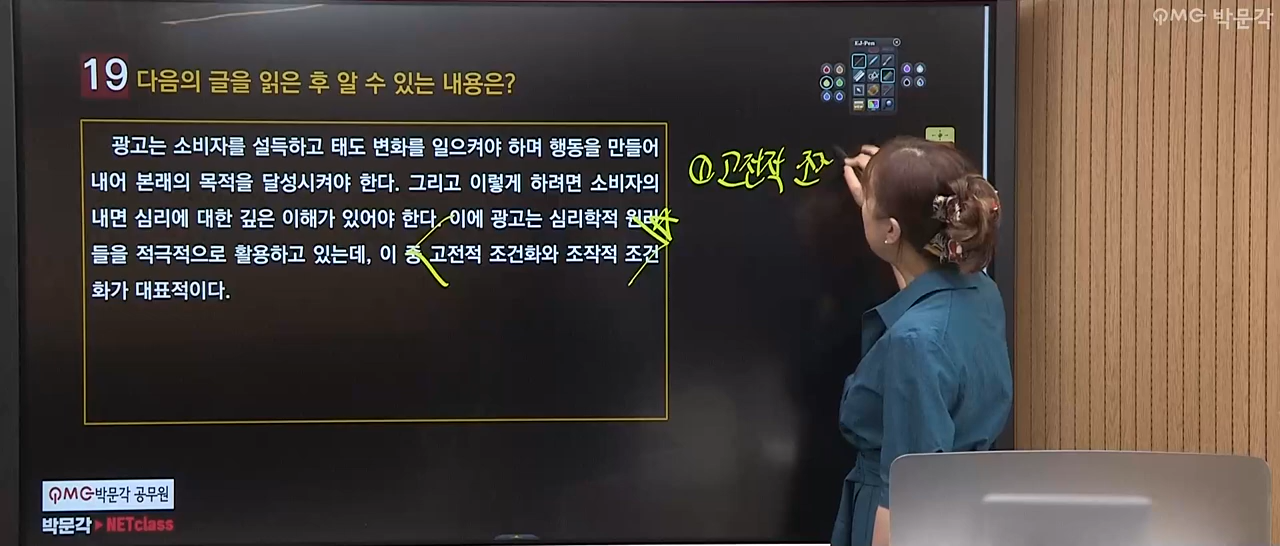 QMG 박문각
EJ-Pen
19 다음의 글을 읽은 후 알 수 있는 내용은?
광고는 소비자를 설득하고 태도 변화를 일으켜야 하며 행동을 만들어
내어 본래의 목적을 달성시켜야 한다. 그리고 이렇게 하려면 소비자의
내면 심리에 대한 깊은 이해가 있어야 한다. 이에 광고는 심리학적 원리
들을 적극적으로 활용하고 있는데, 이 중 고전적 조건화와 조작적 조건
화가 대표적이다.
① 고전적 조
QMG박문각 공무원
박문각 NETclass